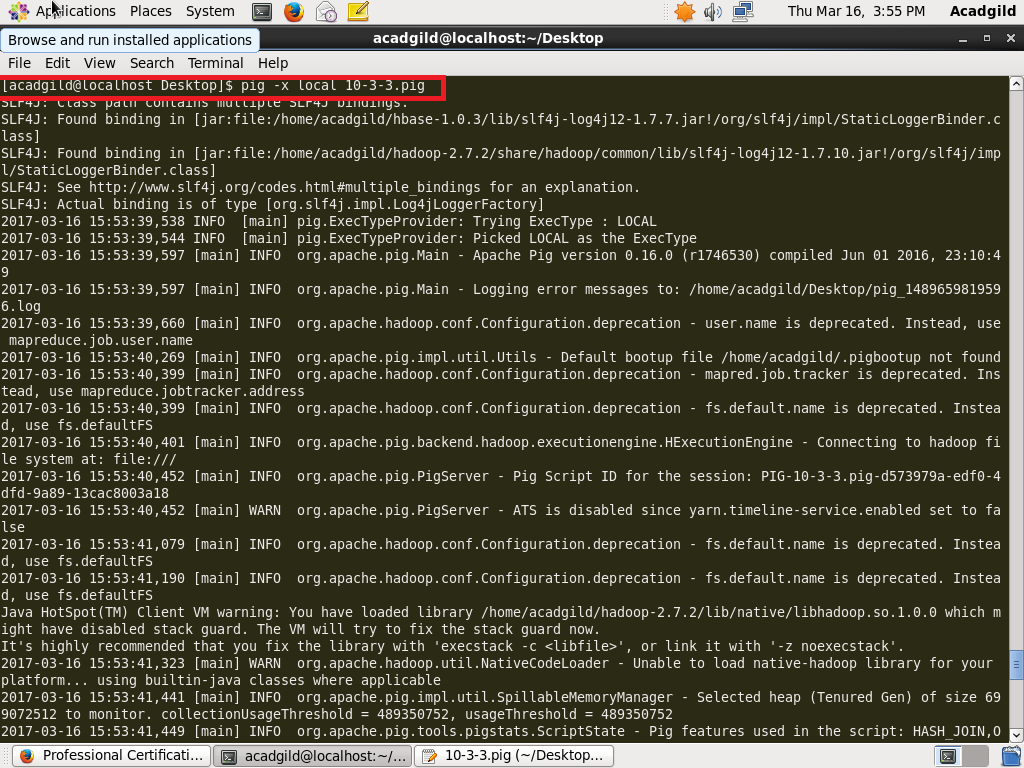 Applications Places System Thu Mar 16, 3:55 PM Acadgild
Browse and run installed applications
acadgild@localhost:~/Desktop
File Edit View Search Terminal Help
[acadgild@localhost Desktop]$ pig -x local 10-3-3.pig
SLF4J: Class path contains multiple SLF4J bindings.
SLF4J: Found binding in [jar:file:/home/acadgild/hbase-1.0.3/lib/slf4j-log4j12-1.7.7.jar!/org/slf4j/impl/StaticLoggerBinder.c
lass]
SLF4J: Found binding in [jar:file:/home/acadgild/hadoop-2.7.2/share/hadoop/common/lib/slf4j-log4j12-1.7.10.jar!/org/slf4j/imp
l/StaticLoggerBinder.class]
SLF4J: See http://www.slf4j.org/codes.html#multiple_bindings for an explanation.
SLF4J: Actual binding is of type [org.slf4j.impl.Log4jLoggerFactory]
2017-03-16 15:53:39,538 INFO  [main] pig.ExecTypeProvider: Trying ExecType : LOCAL
2017-03-16 15:53:39,544 INFO  [main] pig.ExecTypeProvider: Picked LOCAL as the ExecType
2017-03-16 15:53:39,597 [main] INFO  org.apache.pig.Main - Apache Pig version 0.16.0 (r1746530) compiled Jun 01 2016, 23:10:4
9
2017-03-16 15:53:39,597 [main] INFO  org.apache.pig.Main - Logging error messages to: /home/acadgild/Desktop/pig_148965981959
6.log
2017-03-16 15:53:39,660 [main] INFO  org.apache.hadoop.conf.Configuration.deprecation - user.name is deprecated. Instead, use
 mapreduce.job.user.name
2017-03-16 15:53:40,269 [main] INFO  org.apache.pig.impl.util.Utils - Default bootup file /home/acadgild/.pigbootup not found
2017-03-16 15:53:40,399 [main] INFO  org.apache.hadoop.conf.Configuration.deprecation - mapred.job.tracker is deprecated. Ins
tead, use mapreduce.jobtracker.address
2017-03-16 15:53:40,399 [main] INFO  org.apache.hadoop.conf.Configuration.deprecation - fs.default.name is deprecated. Instea
d, use fs.defaultFS
2017-03-16 15:53:40,401 [main] INFO  org.apache.pig.backend.hadoop.executionengine.HExecutionEngine - Connecting to hadoop fi
le system at: file:///
2017-03-16 15:53:40,452 [main] INFO  org.apache.pig.PigServer - Pig Script ID for the session: PIG-10-3-3.pig-d573979a-edf0-4
dfd-9a89-13cac8003a18
2017-03-16 15:53:40,452 [main] WARN  org.apache.pig.PigServer - ATS is disabled since yarn.timeline-service.enabled set to fa
lse
2017-03-16 15:53:41,079 [main] INFO  org.apache.hadoop.conf.Configuration.deprecation - fs.default.name is deprecated. Instea
d, use fs.defaultFS
2017-03-16 15:53:41,190 [main] INFO  org.apache.hadoop.conf.Configuration.deprecation - fs.default.name is deprecated. Instea
d, use fs.defaultFS
Java HotSpot(TM) Client VM warning: You have loaded library /home/acadgild/hadoop-2.7.2/lib/native/libhadoop.so.1.0.0 which m
ight have disabled stack guard. The VM will try to fix the stack guard now.
It's highly recommended that you fix the library with 'execstack -c <libfile>', or link it with '-z noexecstack'.
2017-03-16 15:53:41,323 [main] WARN  org.apache.hadoop.util.NativeCodeLoader - Unable to load native-hadoop library for your
platform... using builtin-java classes where applicable
2017-03-16 15:53:41,441 [main] INFO  org.apache.pig.impl.util.SpillableMemoryManager - Selected heap (Tenured Gen) of size 69
9072512 to monitor. collectionUsageThreshold = 489350752, usageThreshold = 489350752
2017-03-16 15:53:41,449 [main] INFO  org.apache.pig.tools.pigstats.ScriptState - Pig features used in the script: HASH_JOIN,O
Professional Certificati... acadgild@localhost:~/... 10-3-3.pig (~/Desktop...